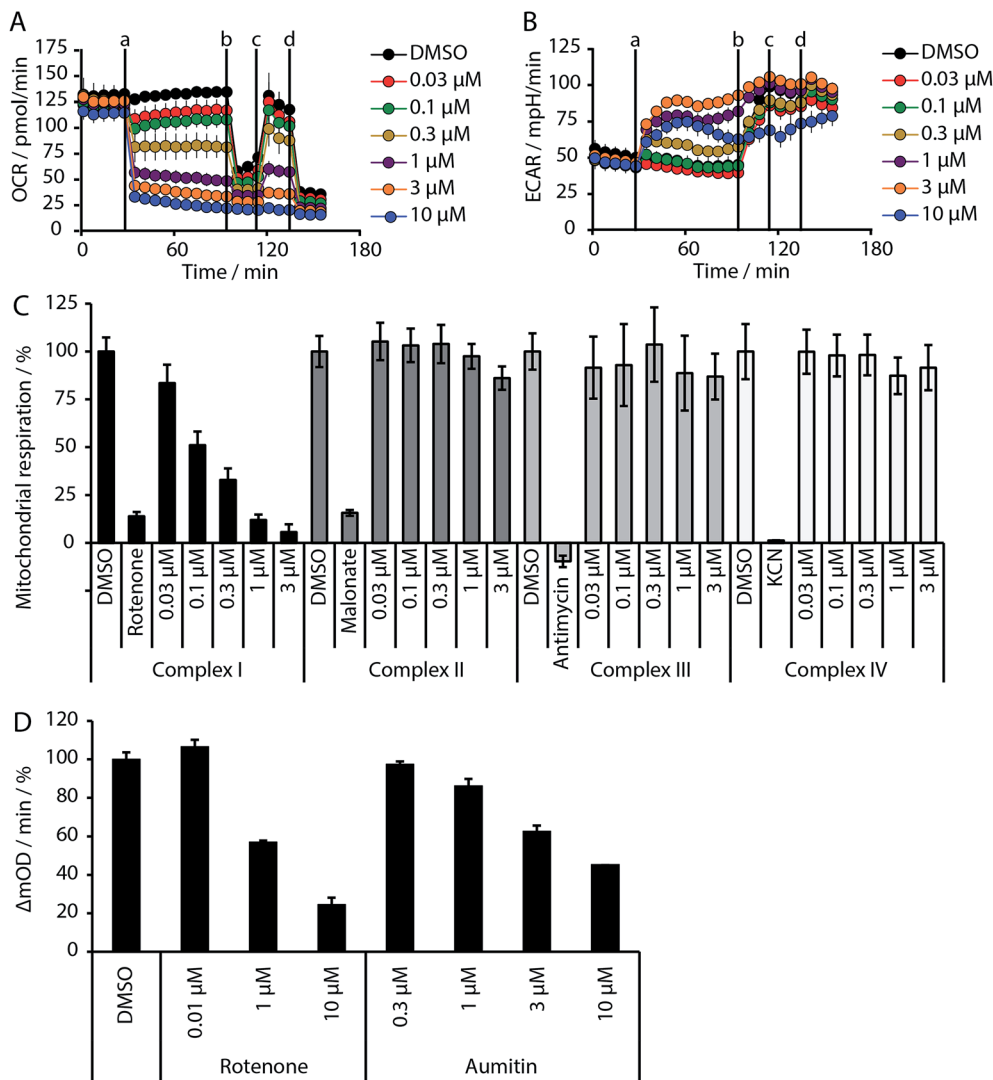 A
a b c d
OCR / pmol/min
175
150
125
100
75
50
25
0
0 60 120 180
Time / min
DMSO
0.03 µM
0.1 µM
0.3 µM
1 µM
3 µM
10 µM
B
a b c d
ECAR / mpH/min
125
100
75
50
25
0
0 60 120 180
Time / min
DMSO
0.03 µM
0.1 µM
0.3 µM
1 µM
3 µM
10 µM
C
Mitochondrial respiration / %
125
100
75
50
25
0
DMSO
Rotenone
0.03 µM
0.1 µM
0.3 µM
1 µM
3 µM
Complex I
DMSO
Malonate
0.03 µM
0.1 µM
0.3 µM
1 µM
3 µM
Complex II
DMSO
Antimycin
0.03 µM
0.1 µM
0.3 µM
1 µM
3 µM
Complex III
DMSO
KCN
0.03 µM
0.1 µM
0.3 µM
1 µM
3 µM
Complex IV
D
ΔmOD / min / %
120
100
80
60
40
20
0
DMSO
0.01 µM
1 µM
10 µM
Rotenone
0.3 µM
1 µM
3 µM
10 µM
Aumitin